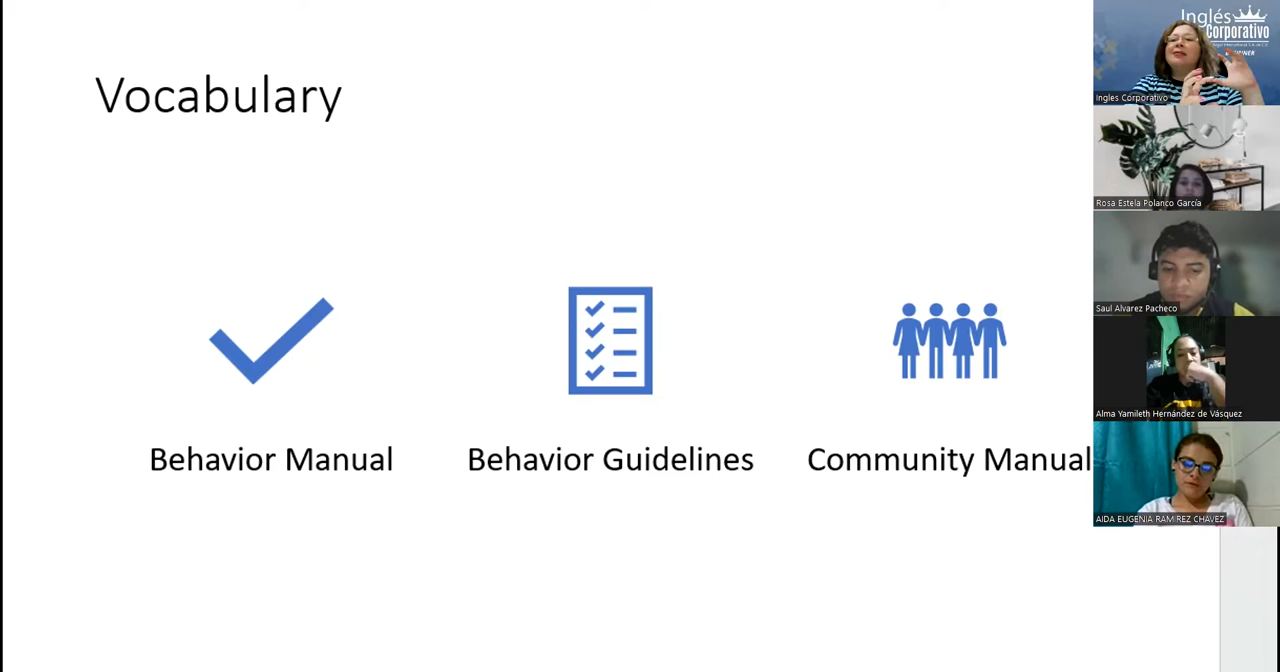 Vocabulary
Behavior Manual
Behavior Guidelines
Community Manual
Inglés
Corporativo
Ingles Corporativo
Rosa Estela Polanco García
Saul Alvarez Pacheco
Alma Yamileth Hernández de Vásquez
AIDA EUGENIA RAM REZ CHAVEZ